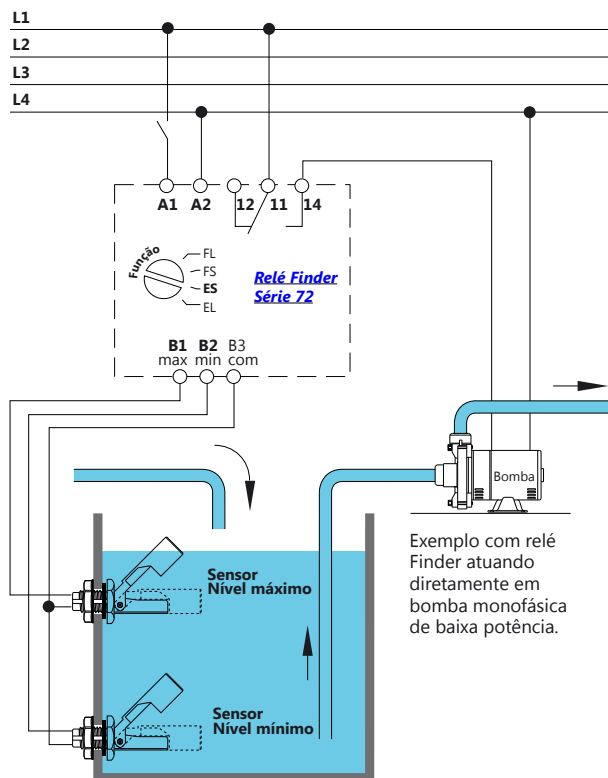 L1
L2
L3
L4
A1
A2
12
11
14
Função
FL
FS
ES
EL
Relé Finder
Série 72
B1
max
B2
min
B3
com
Bomba
Sensor
Nível máximo
Exemplo com relé
Finder atuando
diretamente em
bomba monofásica
de baixa potência.
Sensor
Nível mínimo